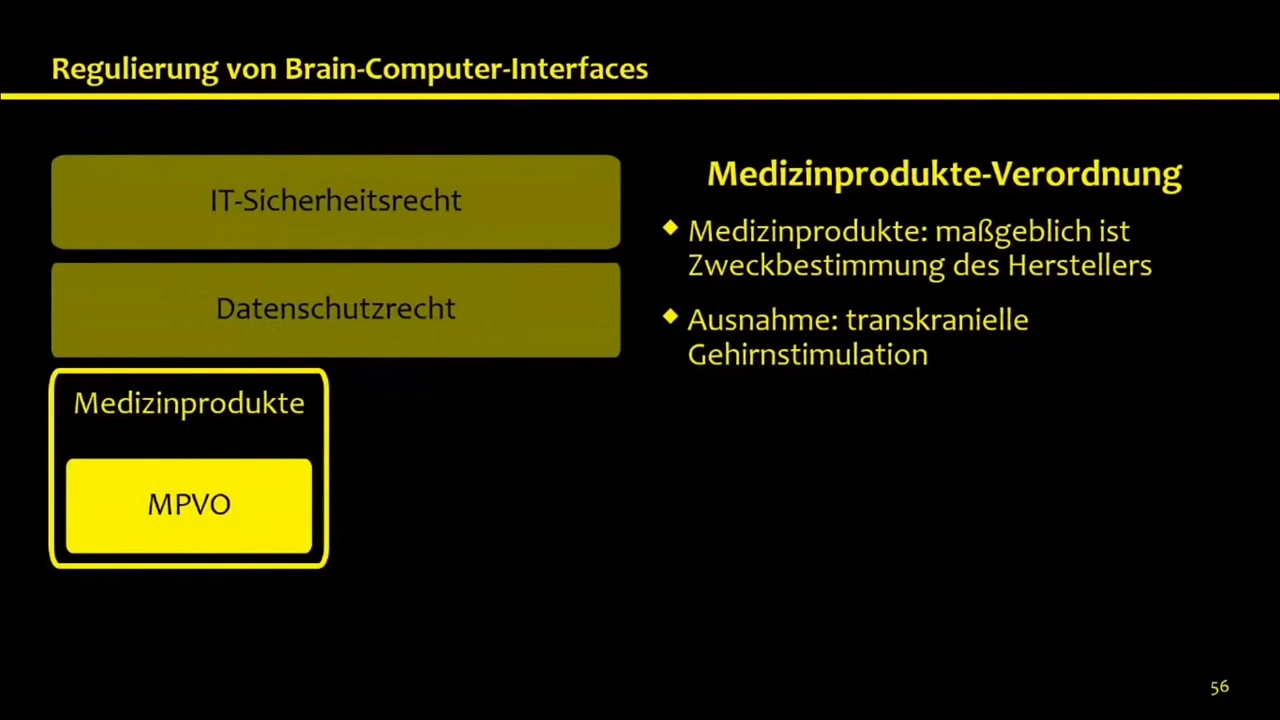 Regulierung von Brain-Computer-Interfaces
IT-Sicherheitsrecht
Datenschutzrecht
Medizinprodukte
MPVO
Medizinprodukte-Verordnung
Medizinprodukte: maßgeblich ist
Zweckbestimmung des Herstellers
Ausnahme: transkranielle
Gehirnstimulation
56